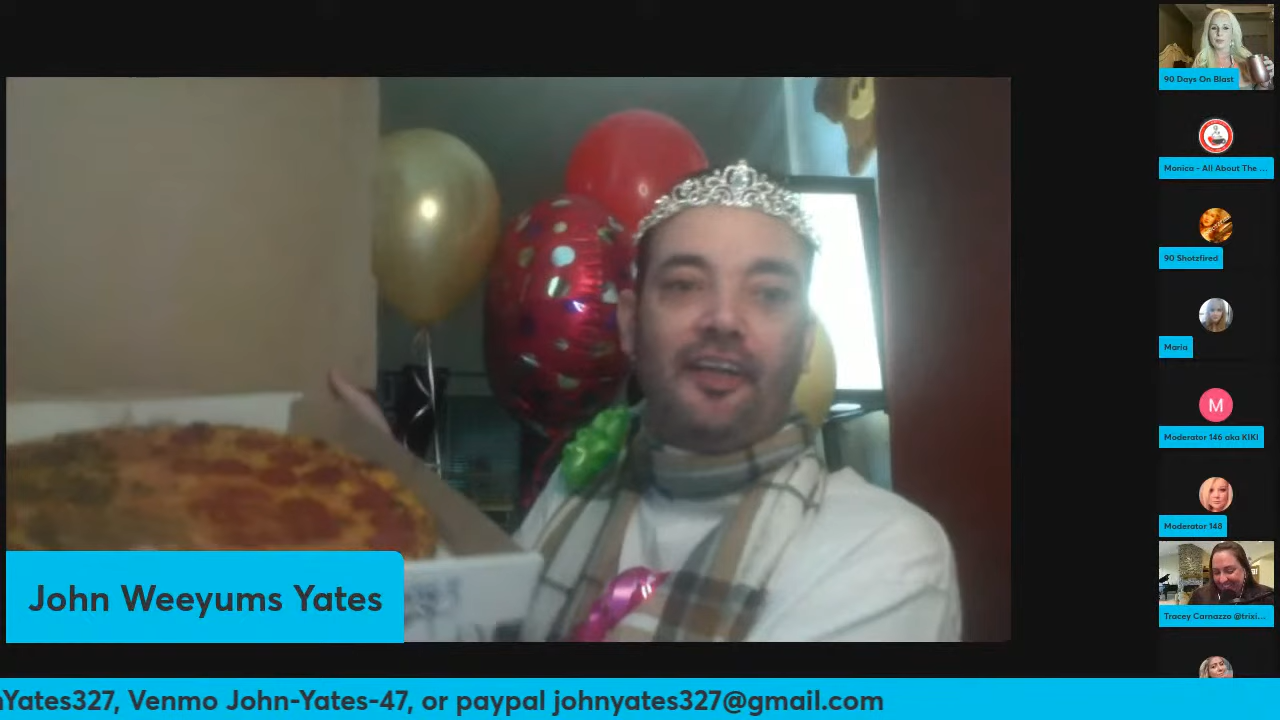 90 Days On Blast
Monica - All About The ...
90 Shotzfired
Maria
M
Moderator 146 aka KIKI
Moderator 148
Tracey Carnazzo @trixi...
John Weeyums Yates
nYates327, Venmo John-Yates-47, or paypal johnyates327@gmail.com